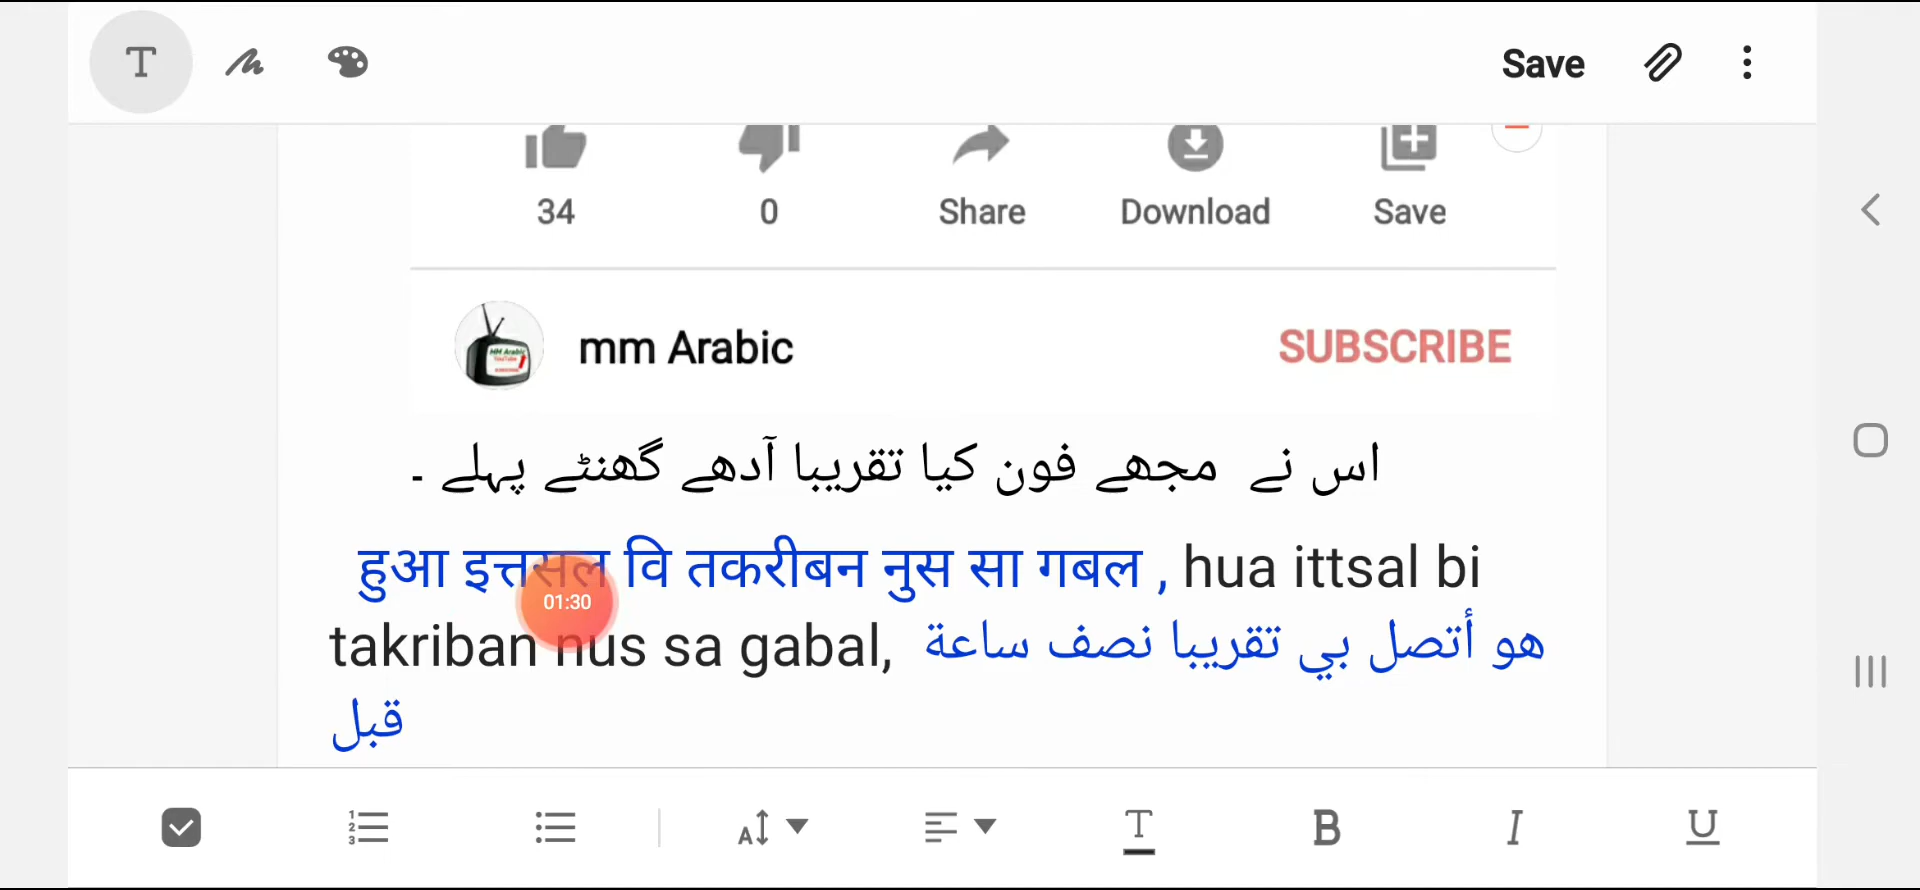 T
Save
34
0
Share
Download
Save
mm Arabic
SUBSCRIBE
اس نے مجھے فون کیا تقریبا آدھے گھنٹے پہلے ۔
हुआ इत्तसल वि तकरीबन नुस सा गबल , hua ittsal bi
takriban nus sa gabal, هو أتصل بي تقريبا نصف ساعة
قبل
01:30
A
T
B
I
U